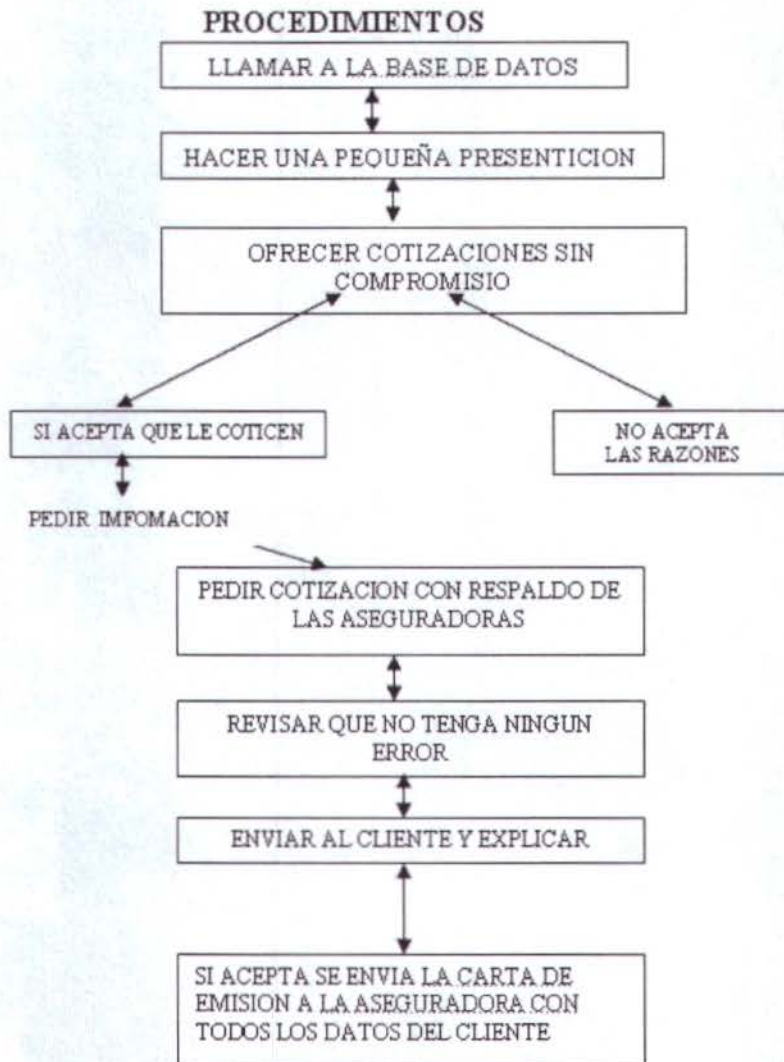 PROCEDIMIENTOS
LLAMAR A LA BASE DE DATOS
HACER UNA PEQUEÑA PRESENTICION
OFRECER COTIZACIONES SIN
COMPROMISIO
SI ACEPTA QUE LE COTICEN
NO ACEPTA
LAS RAZONES
PEDIR IMFOMACION
PEDIR COTIZACION CON RESPALDO DE
LAS ASEGURADORAS
REVISAR QUE NO TENGA NINGUN
ERROR
ENVIAR AL CLIENTE Y EXPLICAR
SI ACEPTA SE ENVIA LA CARTA DE
EMISION A LA ASEGURADORA CON
TODOS LOS DATOS DEL CLIENTE